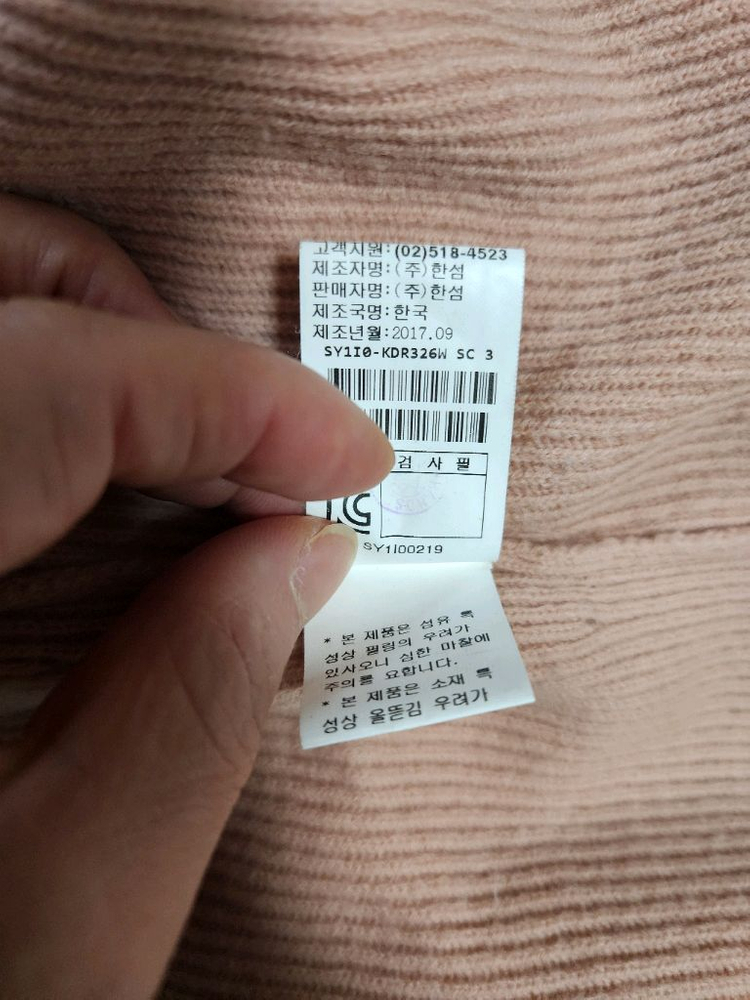 고객지원:(02)518-4523
제조자명:(주)한섬
판매자명:(주)한섬
제조국명:한국
제조년월:2017.09
SY1I0-KDR326W SC 3
검 사 필
SY1I00219
* 본 제품은 섬유 특
성상 필링의 우려가
있사오니 심한 마찰에
주의를 요합니다.
* 본 제품은 소재 특
성상 올뜯김 우려가